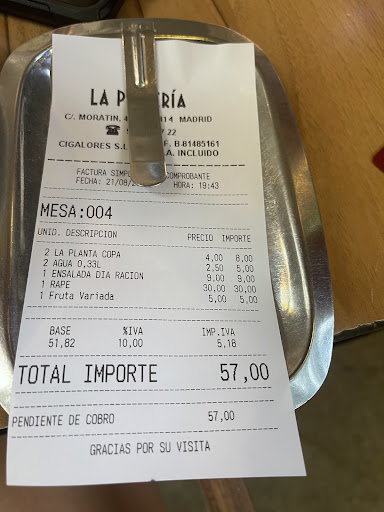 LA P ERÍA
C/. MORATIN, 4 014 MADRID
☎ 9 7 22
CIGALORES S.L F. B-81485161
.A. INCLUIDO
FACTURA SIMPL COMPROBANTE
FECHA: 21/08/2 HORA: 19:43
MESA:004
UNID. DESCRIPCION PRECIO IMPORTE
2 LA PLANTA COPA 4,00 8,00
2 AGUA 0,33L 2,50 5,00
1 ENSALADA DIA RACION 9,00 9,00
1 RAPE 30,00 30,00
1 Fruta Variada 5,00 5,00
BASE %IVA IMP.IVA
51,82 10,00 5,18
TOTAL IMPORTE 57,00
PENDIENTE DE COBRO 57,00
GRACIAS POR SU VISITA